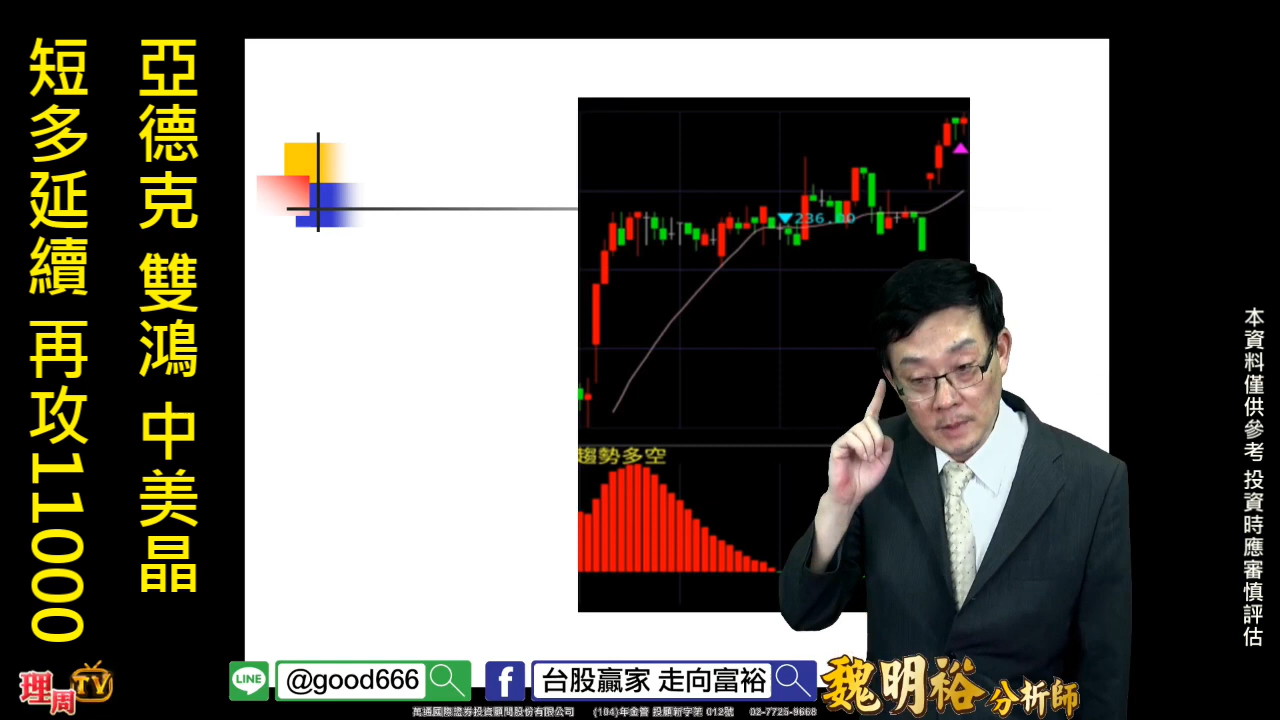 亞德克 雙鴻 中美晶
短多延續 再攻11000
236.00
趨勢多空
本資料僅供參考 投資時應審慎評估
理周TV
LINE
@good666
f
台股贏家 走向富裕
魏明裕分析師
萬通國際證券投資顧問股份有限公司 (104)年金管 投顧新字第 012號 02-7725-8668